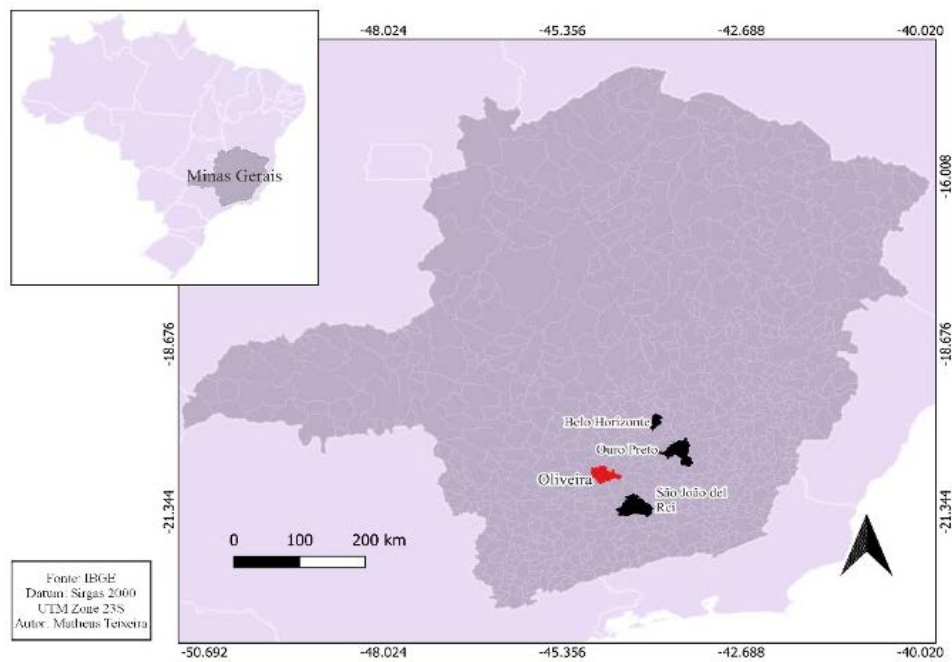 -48.024
-45.356
-42.688
-40.020
Minas Gerais
-16.008
-18.676
-18.676
Belo Horizonte
Ouro Preto
Oliveira
São João del
Rei
-21.344
-21.344
0 100 200 km
Fonte: IBGE
Datum: Sirgas 2000
UTM Zone 23S
Autor: Matheus Teixeira
-50.692
-48.024
-45.356
-42.688
-40.020